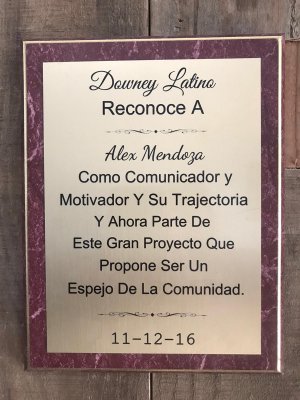 Downey Latino
Reconoce A
Alex Mendoza
Como Comunicador y
Motivador Y Su Trajectoria
Y Ahora Parte De
Este Gran Proyecto Que
Propone Ser Un
Espejo De La Comunidad.
11-12-16